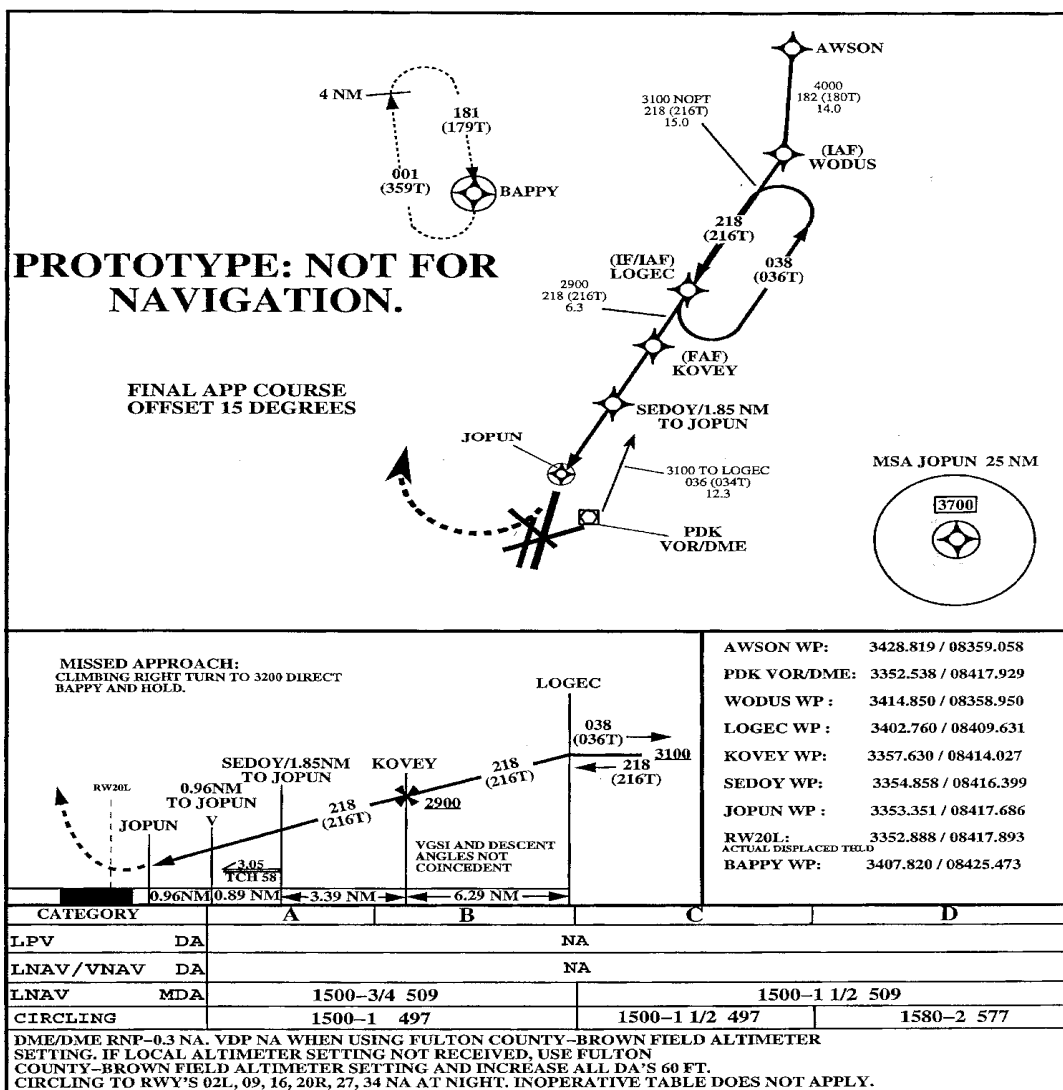 AWSON
4000
182 (180T)
14.0
4 NM
181
(179T)
3100 NOPT
218 (216T)
15.0
(IAF)
WODUS
001
(359T)
BAPPY
218
(216T)
038
(036T)
PROTOTYPE: NOT FOR
NAVIGATION.
(IF/IAF)
LOGEC
2900
218 (216T)
6.3
(FAF)
KOVEY
FINAL APP COURSE
OFFSET 15 DEGREES
SEDOY/1.85 NM
TO JOPUN
JOPUN
3100 TO LOGEC
036 (034T)
12.3
PDK
VOR/DME
MSA JOPUN 25 NM
3700
MISSED APPROACH:
CLIMBING RIGHT TURN TO 3200 DIRECT
BAPPY AND HOLD.
LOGEC
038
(036T)
3100
218
(216T)
SEDOY/1.85NM
TO JOPUN
KOVEY
218
(216T)
2900
RW20L
0.96NM
TO JOPUN
V
JOPUN
218
(216T)
VGSI AND DESCENT
ANGLES NOT
COINCEDENT
3.05
TCH 58
0.96NM
0.89 NM
3.39 NM
6.29 NM
AWSON WP: 3428.819 / 08359.058
PDK VOR/DME: 3352.538 / 08417.929
WODUS WP : 3414.850 / 08358.950
LOGEC WP : 3402.760 / 08409.631
KOVEY WP: 3357.630 / 08414.027
SEDOY WP: 3354.858 / 08416.399
JOPUN WP : 3353.351 / 08417.686
RW20L: 3352.888 / 08417.893
ACTUAL DISPLACED THLD
BAPPY WP: 3407.820 / 08425.473
CATEGORY A B C D
LPV DA NA
LNAV/VNAV DA NA
LNAV MDA 1500-3/4 509 1500-1 1/2 509
CIRCLING 1500-1 497 1500-1 1/2 497 1580-2 577
DME/DME RNP-0.3 NA. VDP NA WHEN USING FULTON COUNTY-BROWN FIELD ALTIMETER
SETTING. IF LOCAL ALTIMETER SETTING NOT RECEIVED, USE FULTON
COUNTY-BROWN FIELD ALTIMETER SETTING AND INCREASE ALL DA'S 60 FT.
CIRCLING TO RWY'S 02L, 09, 16, 20R, 27, 34 NA AT NIGHT. INOPERATIVE TABLE DOES NOT APPLY.